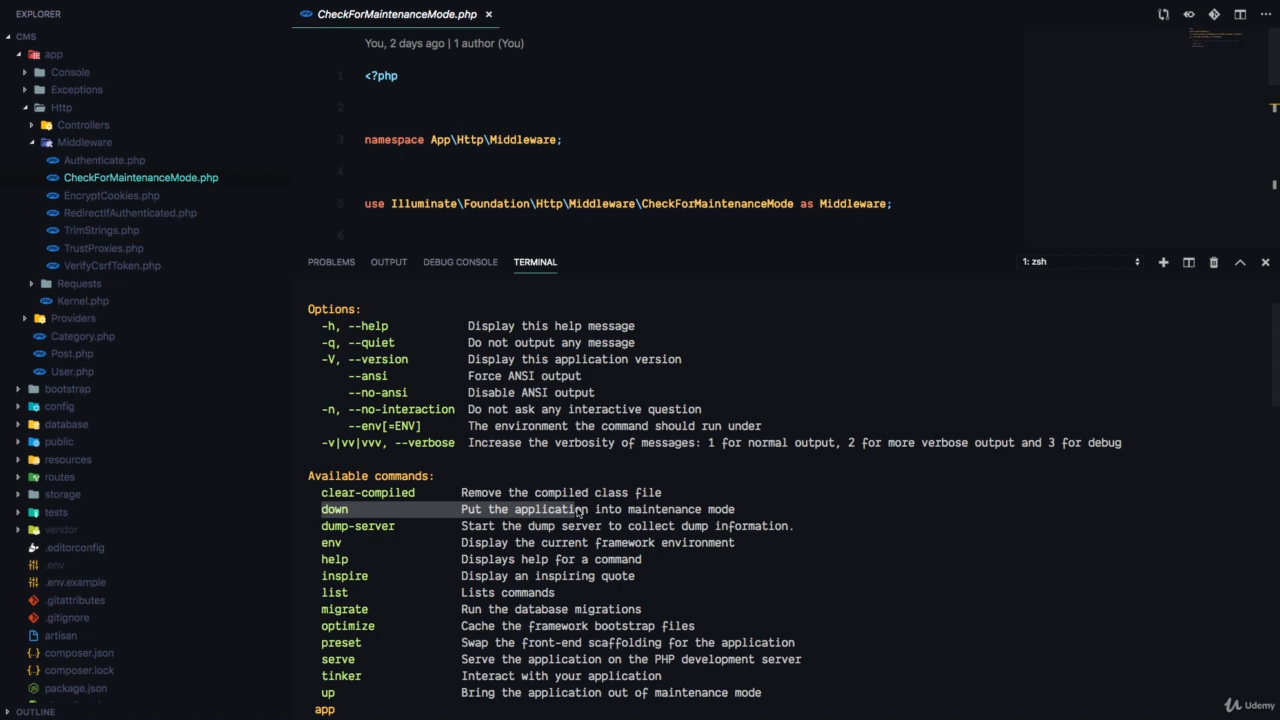 EXPLORER
CMS
app
Console
Exceptions
Http
Controllers
Middleware
Authenticate.php
CheckForMaintenanceMode.php
EncryptCookies.php
RedirectIfAuthenticated.php
TrimStrings.php
TrustProxies.php
VerifyCsrfToken.php
Requests
Kernel.php
Providers
Category.php
Post.php
User.php
bootstrap
config
database
public
resources
routes
storage
tests
vendor
.editorconfig
.env
.env.example
.gitattributes
.gitignore
artisan
composer.json
composer.lock
package.json
OUTLINE
CheckForMaintenanceMode.php
You, 2 days ago | 1 author (You)
1 <?php
2
3 namespace App\Http\Middleware;
4
5 use Illuminate\Foundation\Http\Middleware\CheckForMaintenanceMode as Middleware;
6
PROBLEMS OUTPUT DEBUG CONSOLE TERMINAL 1: zsh
Options:
-h, --help Display this help message
-q, --quiet Do not output any message
-V, --version Display this application version
--ansi Force ANSI output
--no-ansi Disable ANSI output
-n, --no-interaction Do not ask any interactive question
--env[=ENV] The environment the command should run under
-v|vv|vvv, --verbose Increase the verbosity of messages: 1 for normal output, 2 for more verbose output and 3 for debug
Available commands:
clear-compiled Remove the compiled class file
down Put the application into maintenance mode
dump-server Start the dump server to collect dump information.
env Display the current framework environment
help Displays help for a command
inspire Display an inspiring quote
list Lists commands
migrate Run the database migrations
optimize Cache the framework bootstrap files
preset Swap the front-end scaffolding for the application
serve Serve the application on the PHP development server
tinker Interact with your application
up Bring the application out of maintenance mode
app
Udemy